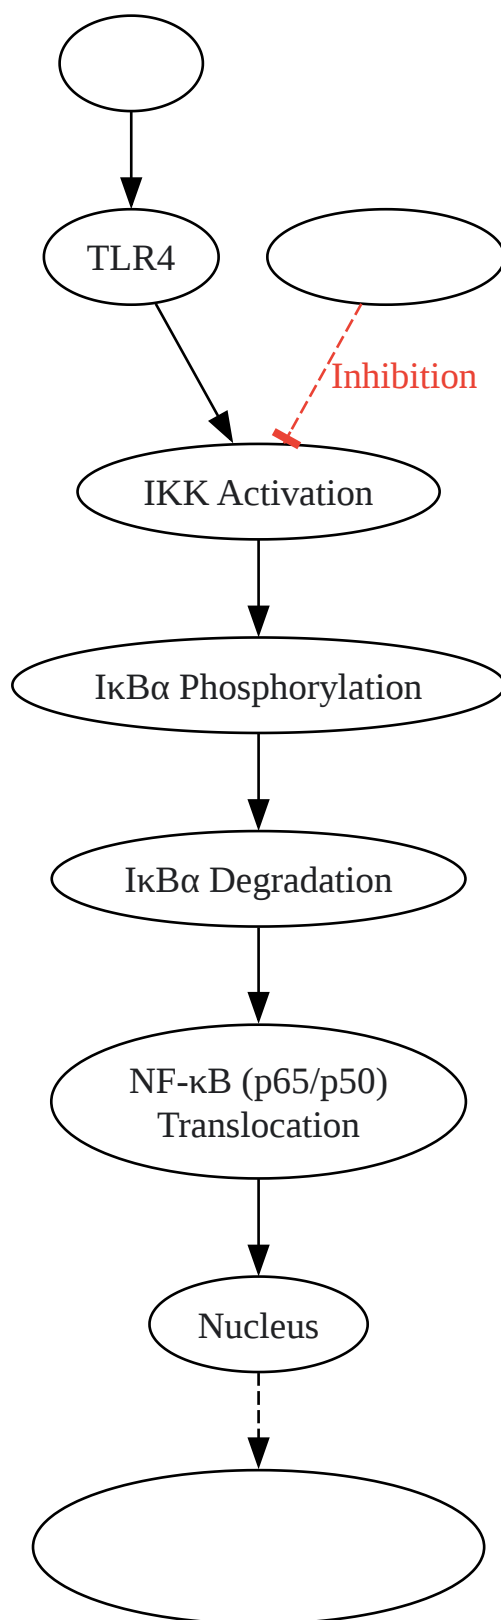 TLR4
Inhibition
IKK Activation
IκBα Phosphorylation
IκBα Degradation
NF-κB (p65/p50)
Translocation
Nucleus